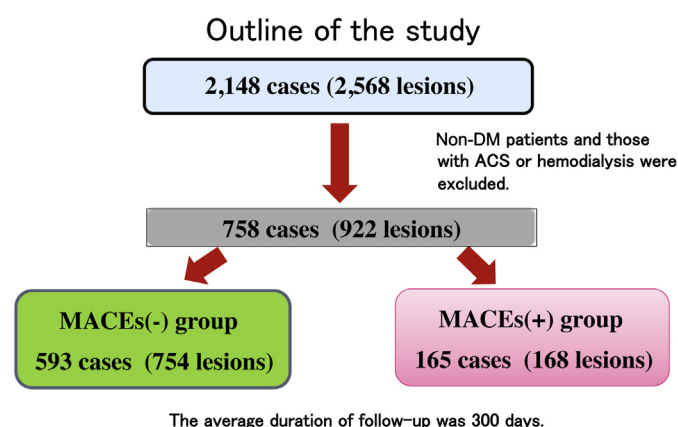 Outline of the study
2,148 cases (2,568 lesions)
Non-DM patients and those
with ACS or hemodialysis were
excluded.
758 cases (922 lesions)
MACEs(-) group
593 cases (754 lesions)
MACEs(+) group
165 cases (168 lesions)
The average duration of follow-up was 300 days.